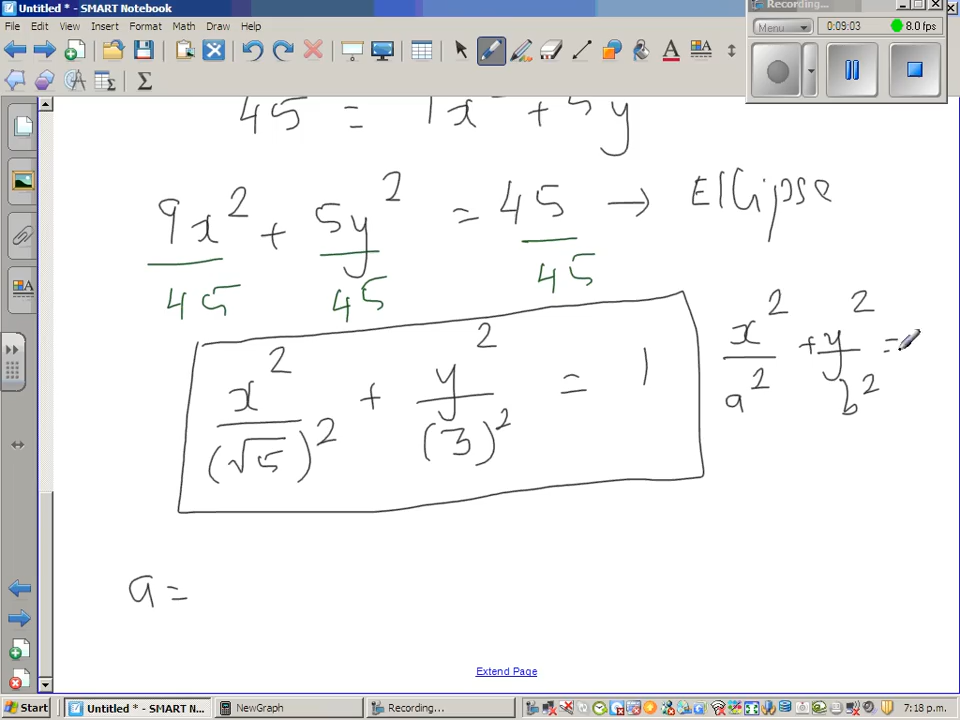 Untitled * - SMART Notebook
Recording...
File Edit View Insert Format Math Draw Help
Menu 0:09:03 8.0 fps
45 = 9x² + 5y
9x² + 5y² = 45 → Ellipse
45 45 45
x² + y² = 1 x² + y² =
(√5)² (3)² a² b²
a =
Extend Page
Start Untitled * - SMART N... NewGraph Recording... 7:18 p.m.